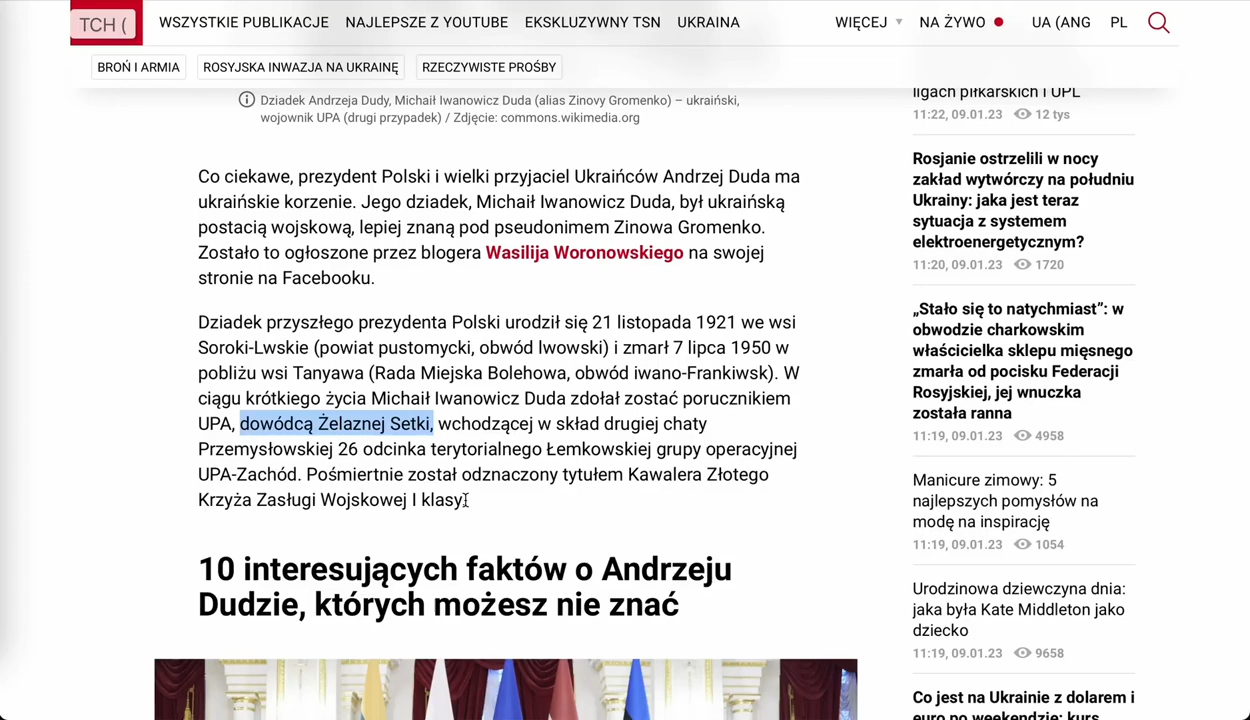 TCH (
WSZYSTKIE PUBLIKACJE NAJLEPSZE Z YOUTUBE EKSKLUZYWNY TSN UKRAINA WIĘCEJ NA ŻYWO UA (ANG PL
BROŃ I ARMIA ROSYJSKA INWAZJA NA UKRAINĘ RZECZYWISTE PROŚBY
Dziadek Andrzeja Dudy, Michaił Iwanowicz Duda (alias Zinovy Gromenko) – ukraiński,
wojownik UPA (drugi przypadek) / Zdjęcie: commons.wikimedia.org
Co ciekawe, prezydent Polski i wielki przyjaciel Ukraińców Andrzej Duda ma
ukraińskie korzenie. Jego dziadek, Michaił Iwanowicz Duda, był ukraińską
postacią wojskową, lepiej znaną pod pseudonimem Zinowa Gromenko.
Zostało to ogłoszone przez blogera Wasilija Woronowskiego na swojej
stronie na Facebooku.
Dziadek przyszłego prezydenta Polski urodził się 21 listopada 1921 we wsi
Soroki-Lwskie (powiat pustomycki, obwód lwowski) i zmarł 7 lipca 1950 w
pobliżu wsi Tanyawa (Rada Miejska Bolehowa, obwód iwano-Frankiwsk). W
ciągu krótkiego życia Michaił Iwanowicz Duda zdołał zostać porucznikiem
UPA, dowódcą Żelaznej Setki, wchodzącej w skład drugiej chaty
Przemysłowskiej 26 odcinka terytorialnego Łemkowskiej grupy operacyjnej
UPA-Zachód. Pośmiertnie został odznaczony tytułem Kawalera Złotego
Krzyża Zasługi Wojskowej I klasy.
10 interesujących faktów o Andrzeju
Dudzie, których możesz nie znać
ligach piłkarskich i UPL
11:22, 09.01.23 12 tys
Rosjanie ostrzelili w nocy
zakład wytwórczy na południu
Ukrainy: jaka jest teraz
sytuacja z systemem
elektroenergetycznym?
11:20, 09.01.23 1720
„Stało się to natychmiast”: w
obwodzie charkowskim
właścicielka sklepu mięsnego
zmarła od pocisku Federacji
Rosyjskiej, jej wnuczka
została ranna
11:19, 09.01.23 4958
Manicure zimowy: 5
najlepszych pomysłów na
modę na inspirację
11:19, 09.01.23 1054
Urodzinowa dziewczyna dnia:
jaka była Kate Middleton jako
dziecko
11:19, 09.01.23 9658
Co jest na Ukrainie z dolarem i
euro po weekendzie: kurs